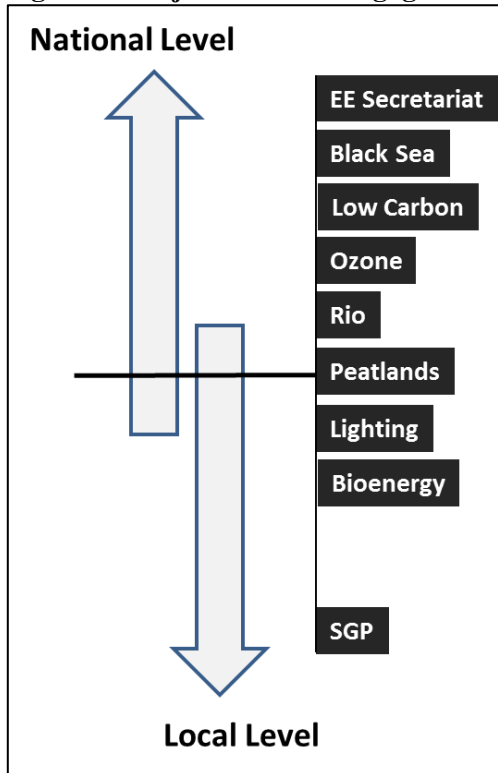 National Level
EE Secretariat
Black Sea
Low Carbon
Ozone
Rio
Peatlands
Lighting
Bioenergy
SGP
Local Level